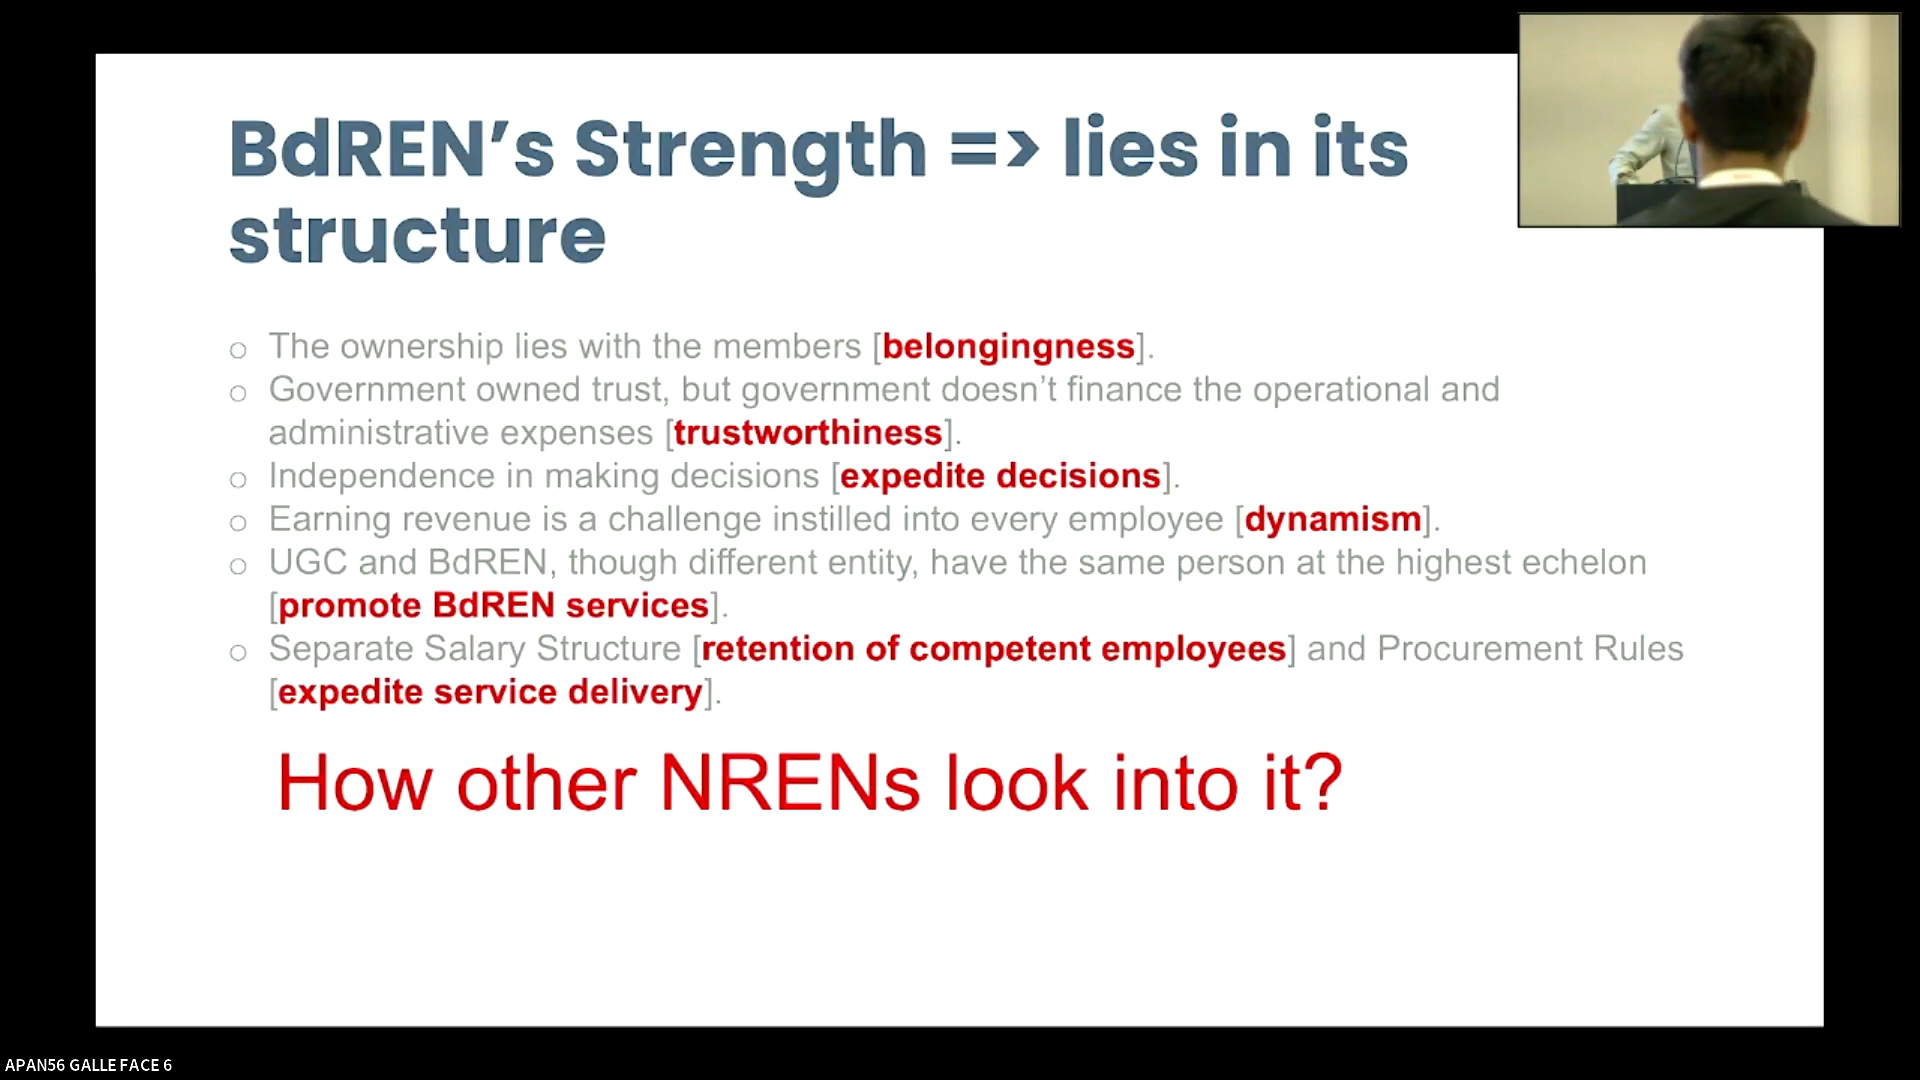 BdREN’s Strength => lies in its
structure
○ The ownership lies with the members [belongingness].
○ Government owned trust, but government doesn’t finance the operational and
administrative expenses [trustworthiness].
○ Independence in making decisions [expedite decisions].
○ Earning revenue is a challenge instilled into every employee [dynamism].
○ UGC and BdREN, though different entity, have the same person at the highest echelon
[promote BdREN services].
○ Separate Salary Structure [retention of competent employees] and Procurement Rules
[expedite service delivery].
How other NRENs look into it?
APAN56 GALLE FACE 6